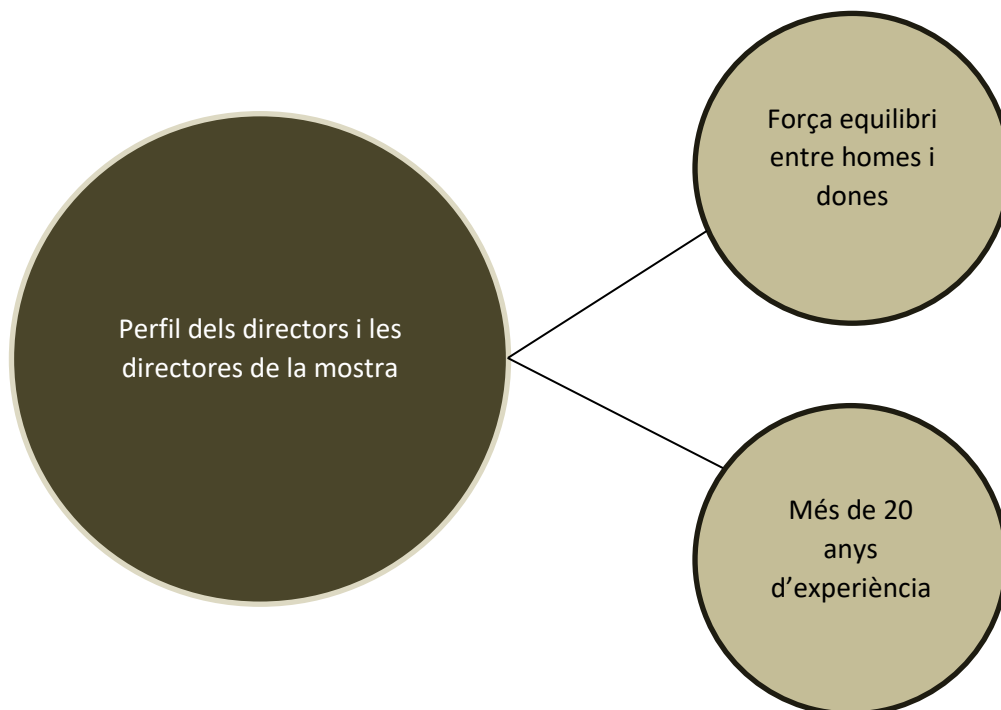 Perfil dels directors i les
directores de la mostra
Força equilibri
entre homes i
dones
Més de 20
anys
d’experiència